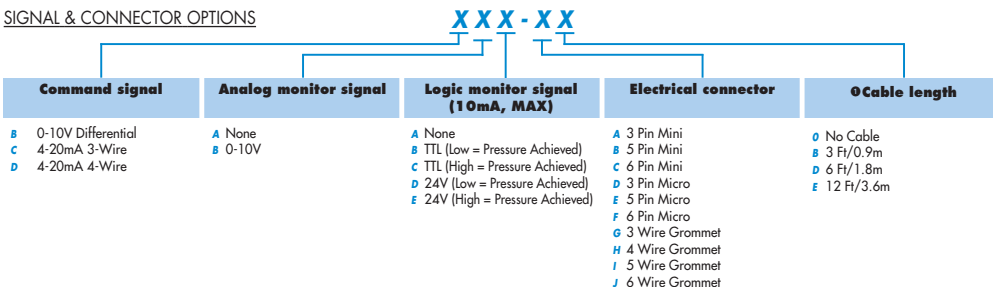 SIGNAL & CONNECTOR OPTIONS
X X X - X X
Command signal
B 0-10V Differential
C 4-20mA 3-Wire
D 4-20mA 4-Wire
Analog monitor signal
A None
B 0-10V
Logic monitor signal
(10mA, MAX)
A None
B TTL (Low = Pressure Achieved)
C TTL (High = Pressure Achieved)
D 24V (Low = Pressure Achieved)
E 24V (High = Pressure Achieved)
Electrical connector
A 3 Pin Mini
B 5 Pin Mini
C 6 Pin Mini
D 3 Pin Micro
E 5 Pin Micro
F 6 Pin Micro
G 3 Wire Grommet
H 4 Wire Grommet
I 5 Wire Grommet
J 6 Wire Grommet
❶Cable length
0 No Cable
B 3 Ft/0.9m
D 6 Ft/1.8m
E 12 Ft/3.6m